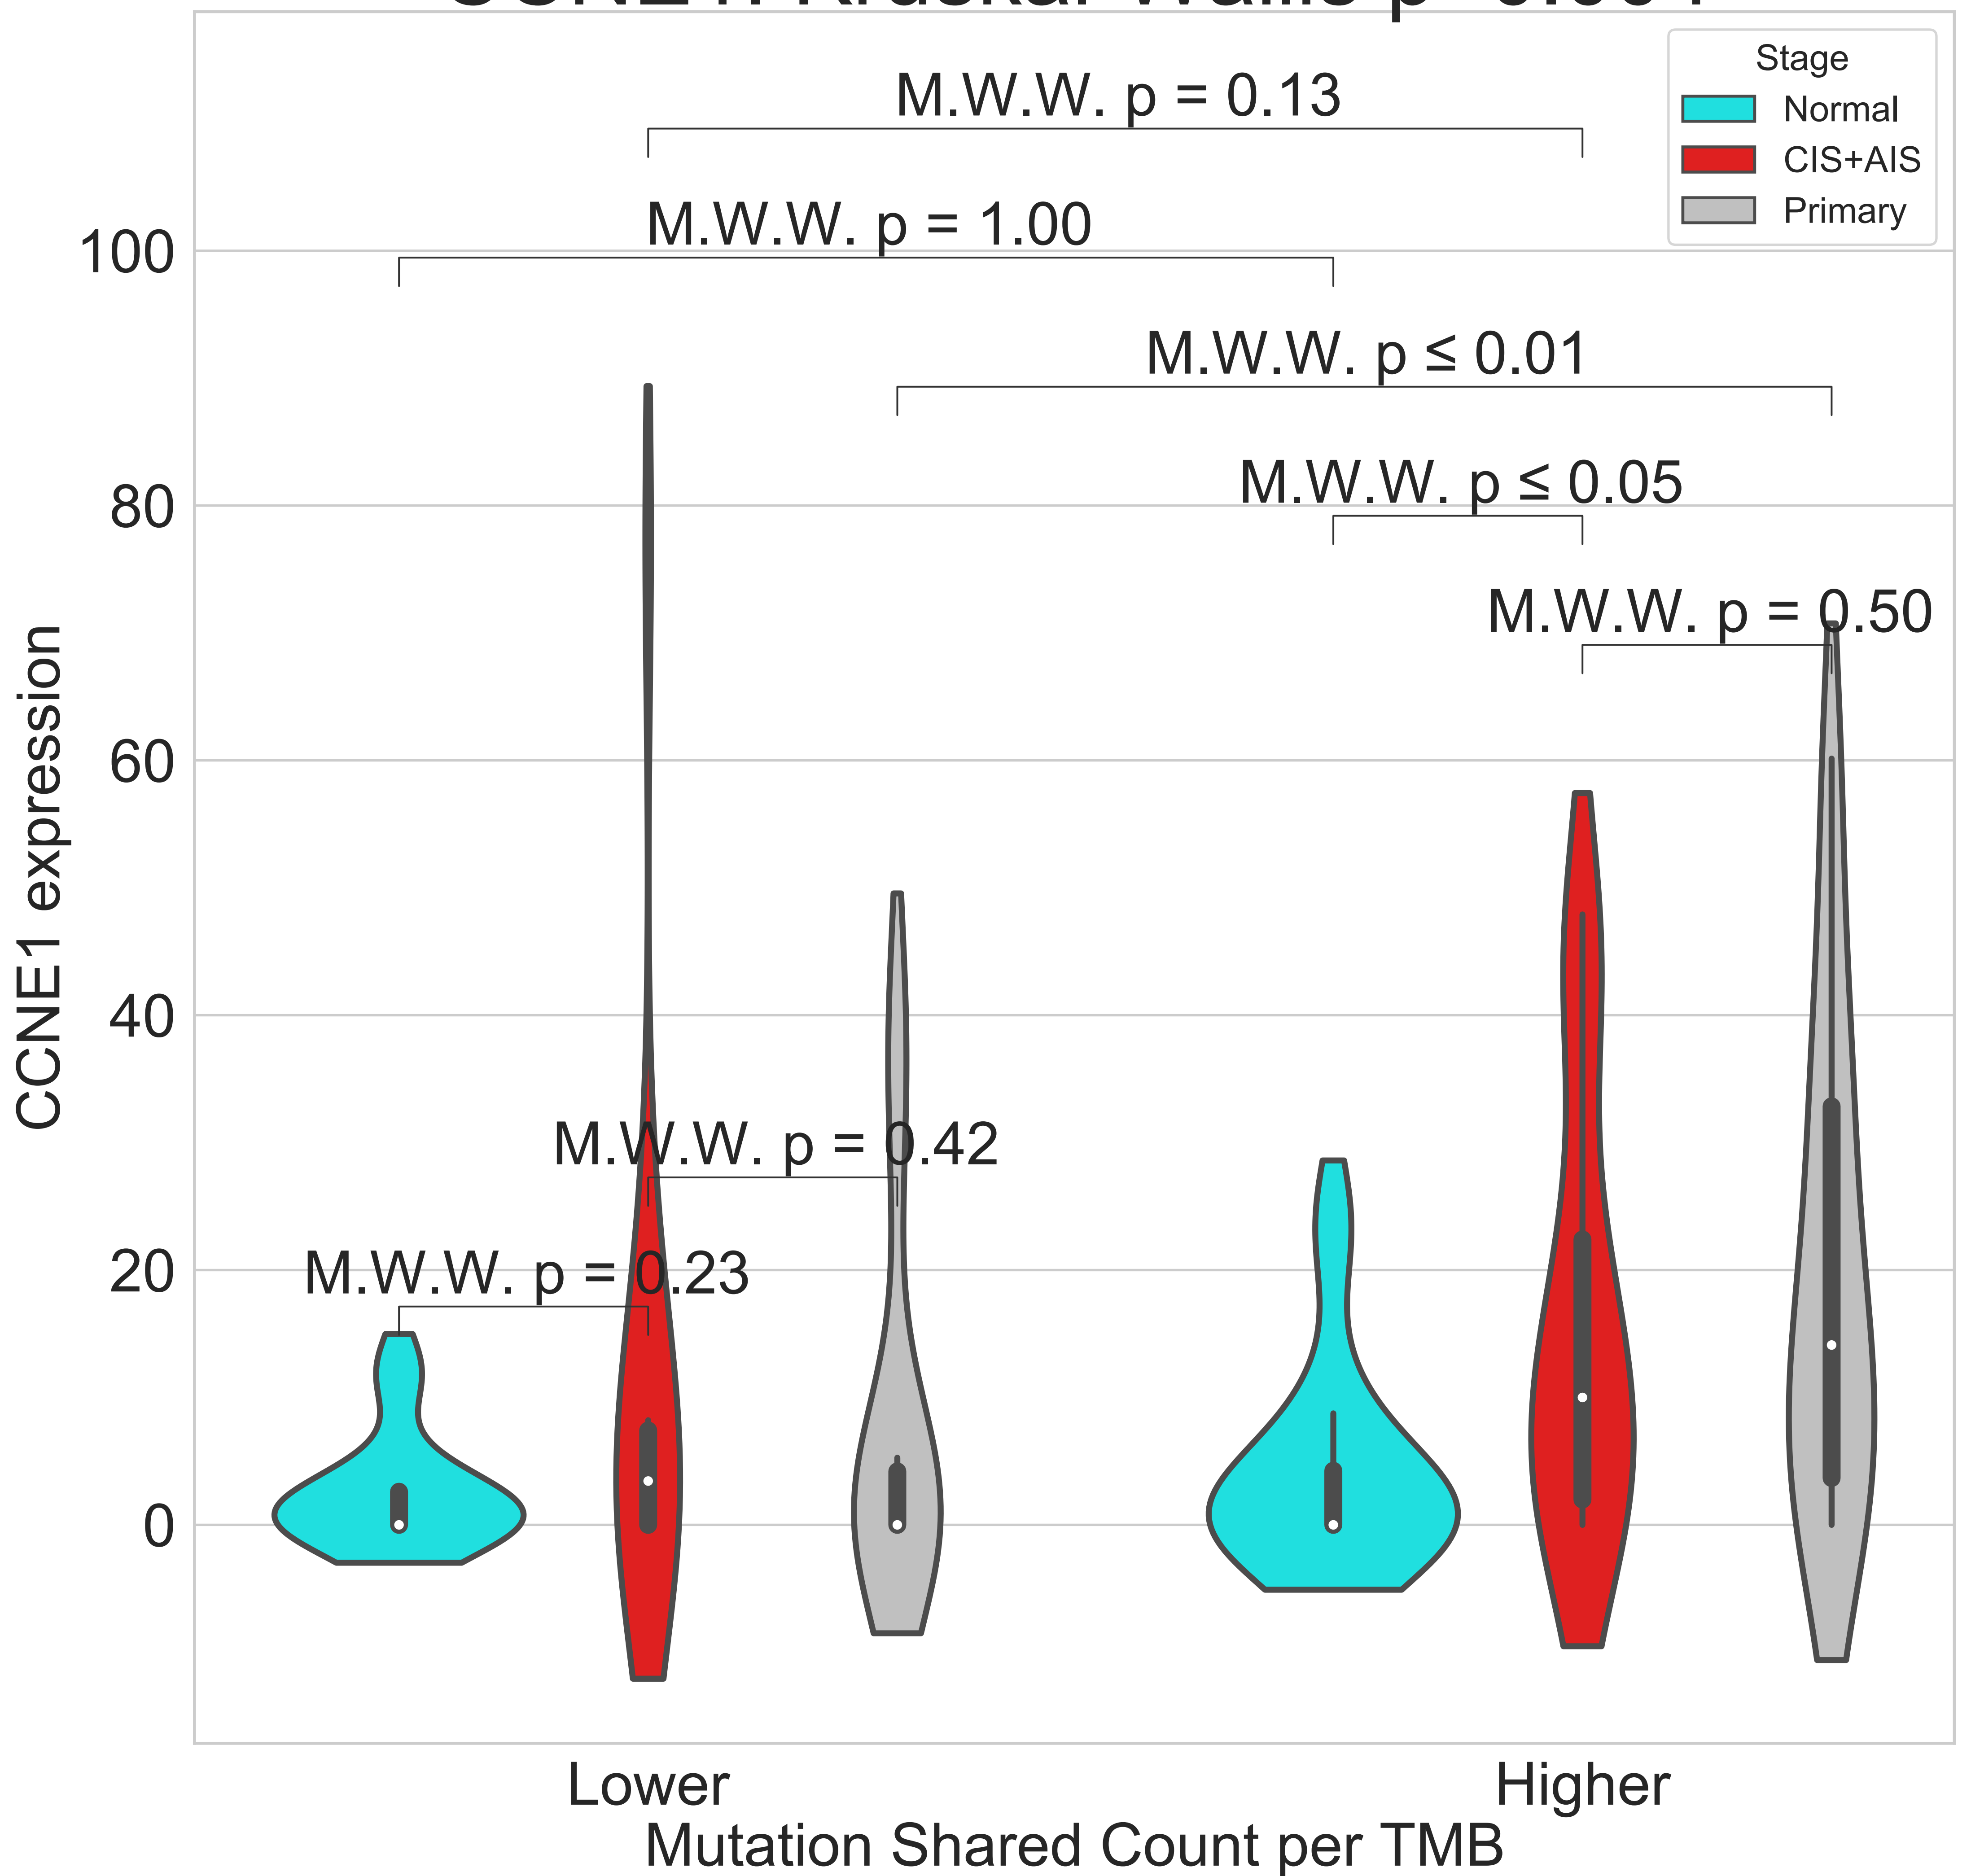 Stage
Normal
CIS+AIS
Primary
M.W.W. p = 0.13
M.W.W. p = 1.00
M.W.W. p ≤ 0.01
M.W.W. p ≤ 0.05
M.W.W. p = 0.50
M.W.W. p = 0.42
M.W.W. p = 0.23
100
80
60
40
20
0
CCNE1 expression
Lower
Higher
Mutation Shared Count per TMB